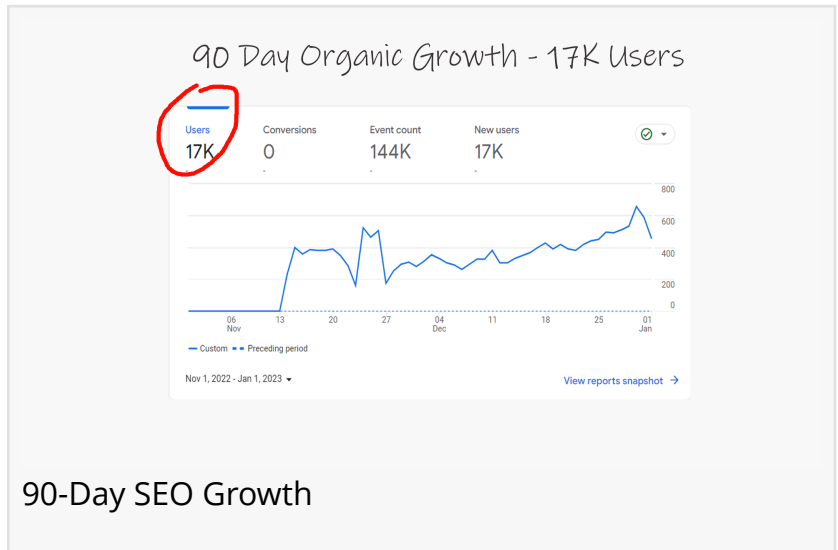 90 Day Organic Growth - 17K Users
Users Conversions Event count New users
17K 0 144K 17K
- - - -
800
600
400
200
0
06 13 20 27 04 11 18 25 01
Nov Dec Jan
Custom Preceding period
Nov 1, 2022 - Jan 1, 2023 View reports snapshot
90-Day SEO Growth